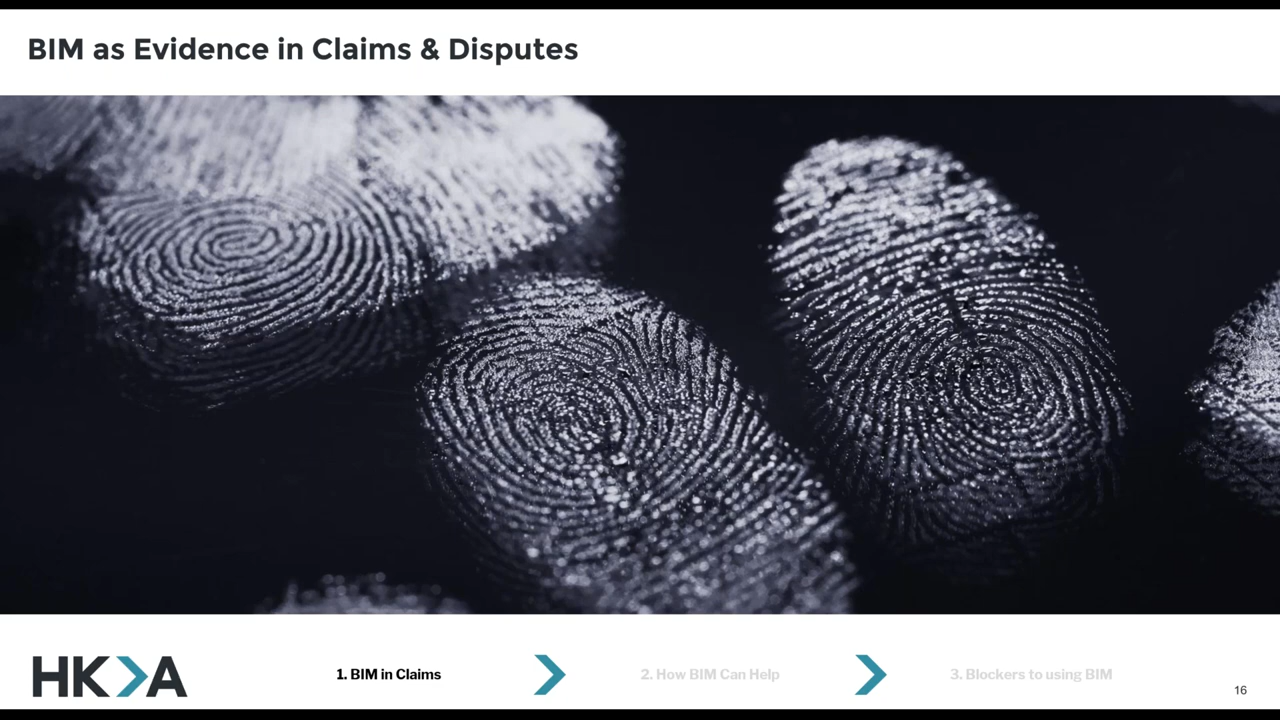 BIM as Evidence in Claims & Disputes
HKA
1. BIM in Claims
2. How BIM Can Help
3. Blockers to using BIM
16